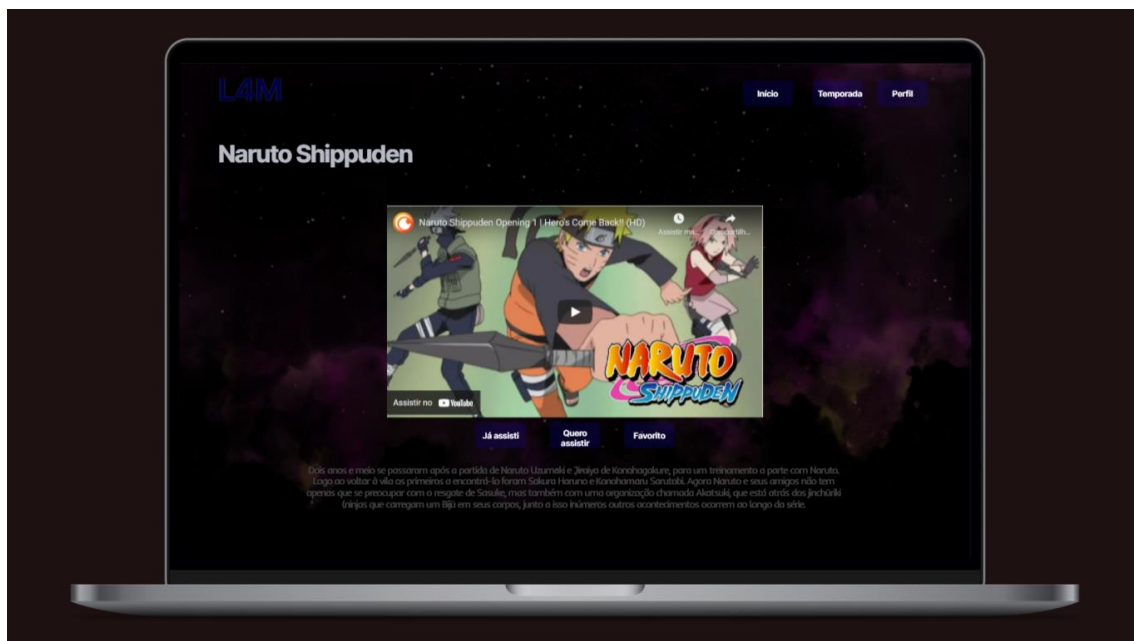 L4M
Início
Temporada
Perfil
Naruto Shippuden
Naruto Shippuden Opening 1 | Hero's Come Back!! (HD)
Assistir ma...
Compartilh...
NARUTO
SHIPPUDEN
Assistir no YouTube
Já assisti
Quero
assistir
Favorito
Dois anos e meio se passaram após a partida de Naruto Uzumaki e Jiraiya de Konohagakure, para um treinamento a parte com Naruto.
Logo ao voltar à vila os primeiros a encontrá-lo foram Sakura Haruno e Konohamaru Sarutobi. Agora Naruto e seus amigos não tem
apenas que se preocupar com o resgate de Sasuke, mas também com uma organização chamada Akatsuki, que está atrás dos jinchūriki
(ninjas que carregam um Bijū em seus corpos, junto a isso inúmeros outros acontecimentos ocorrem ao longo da série.